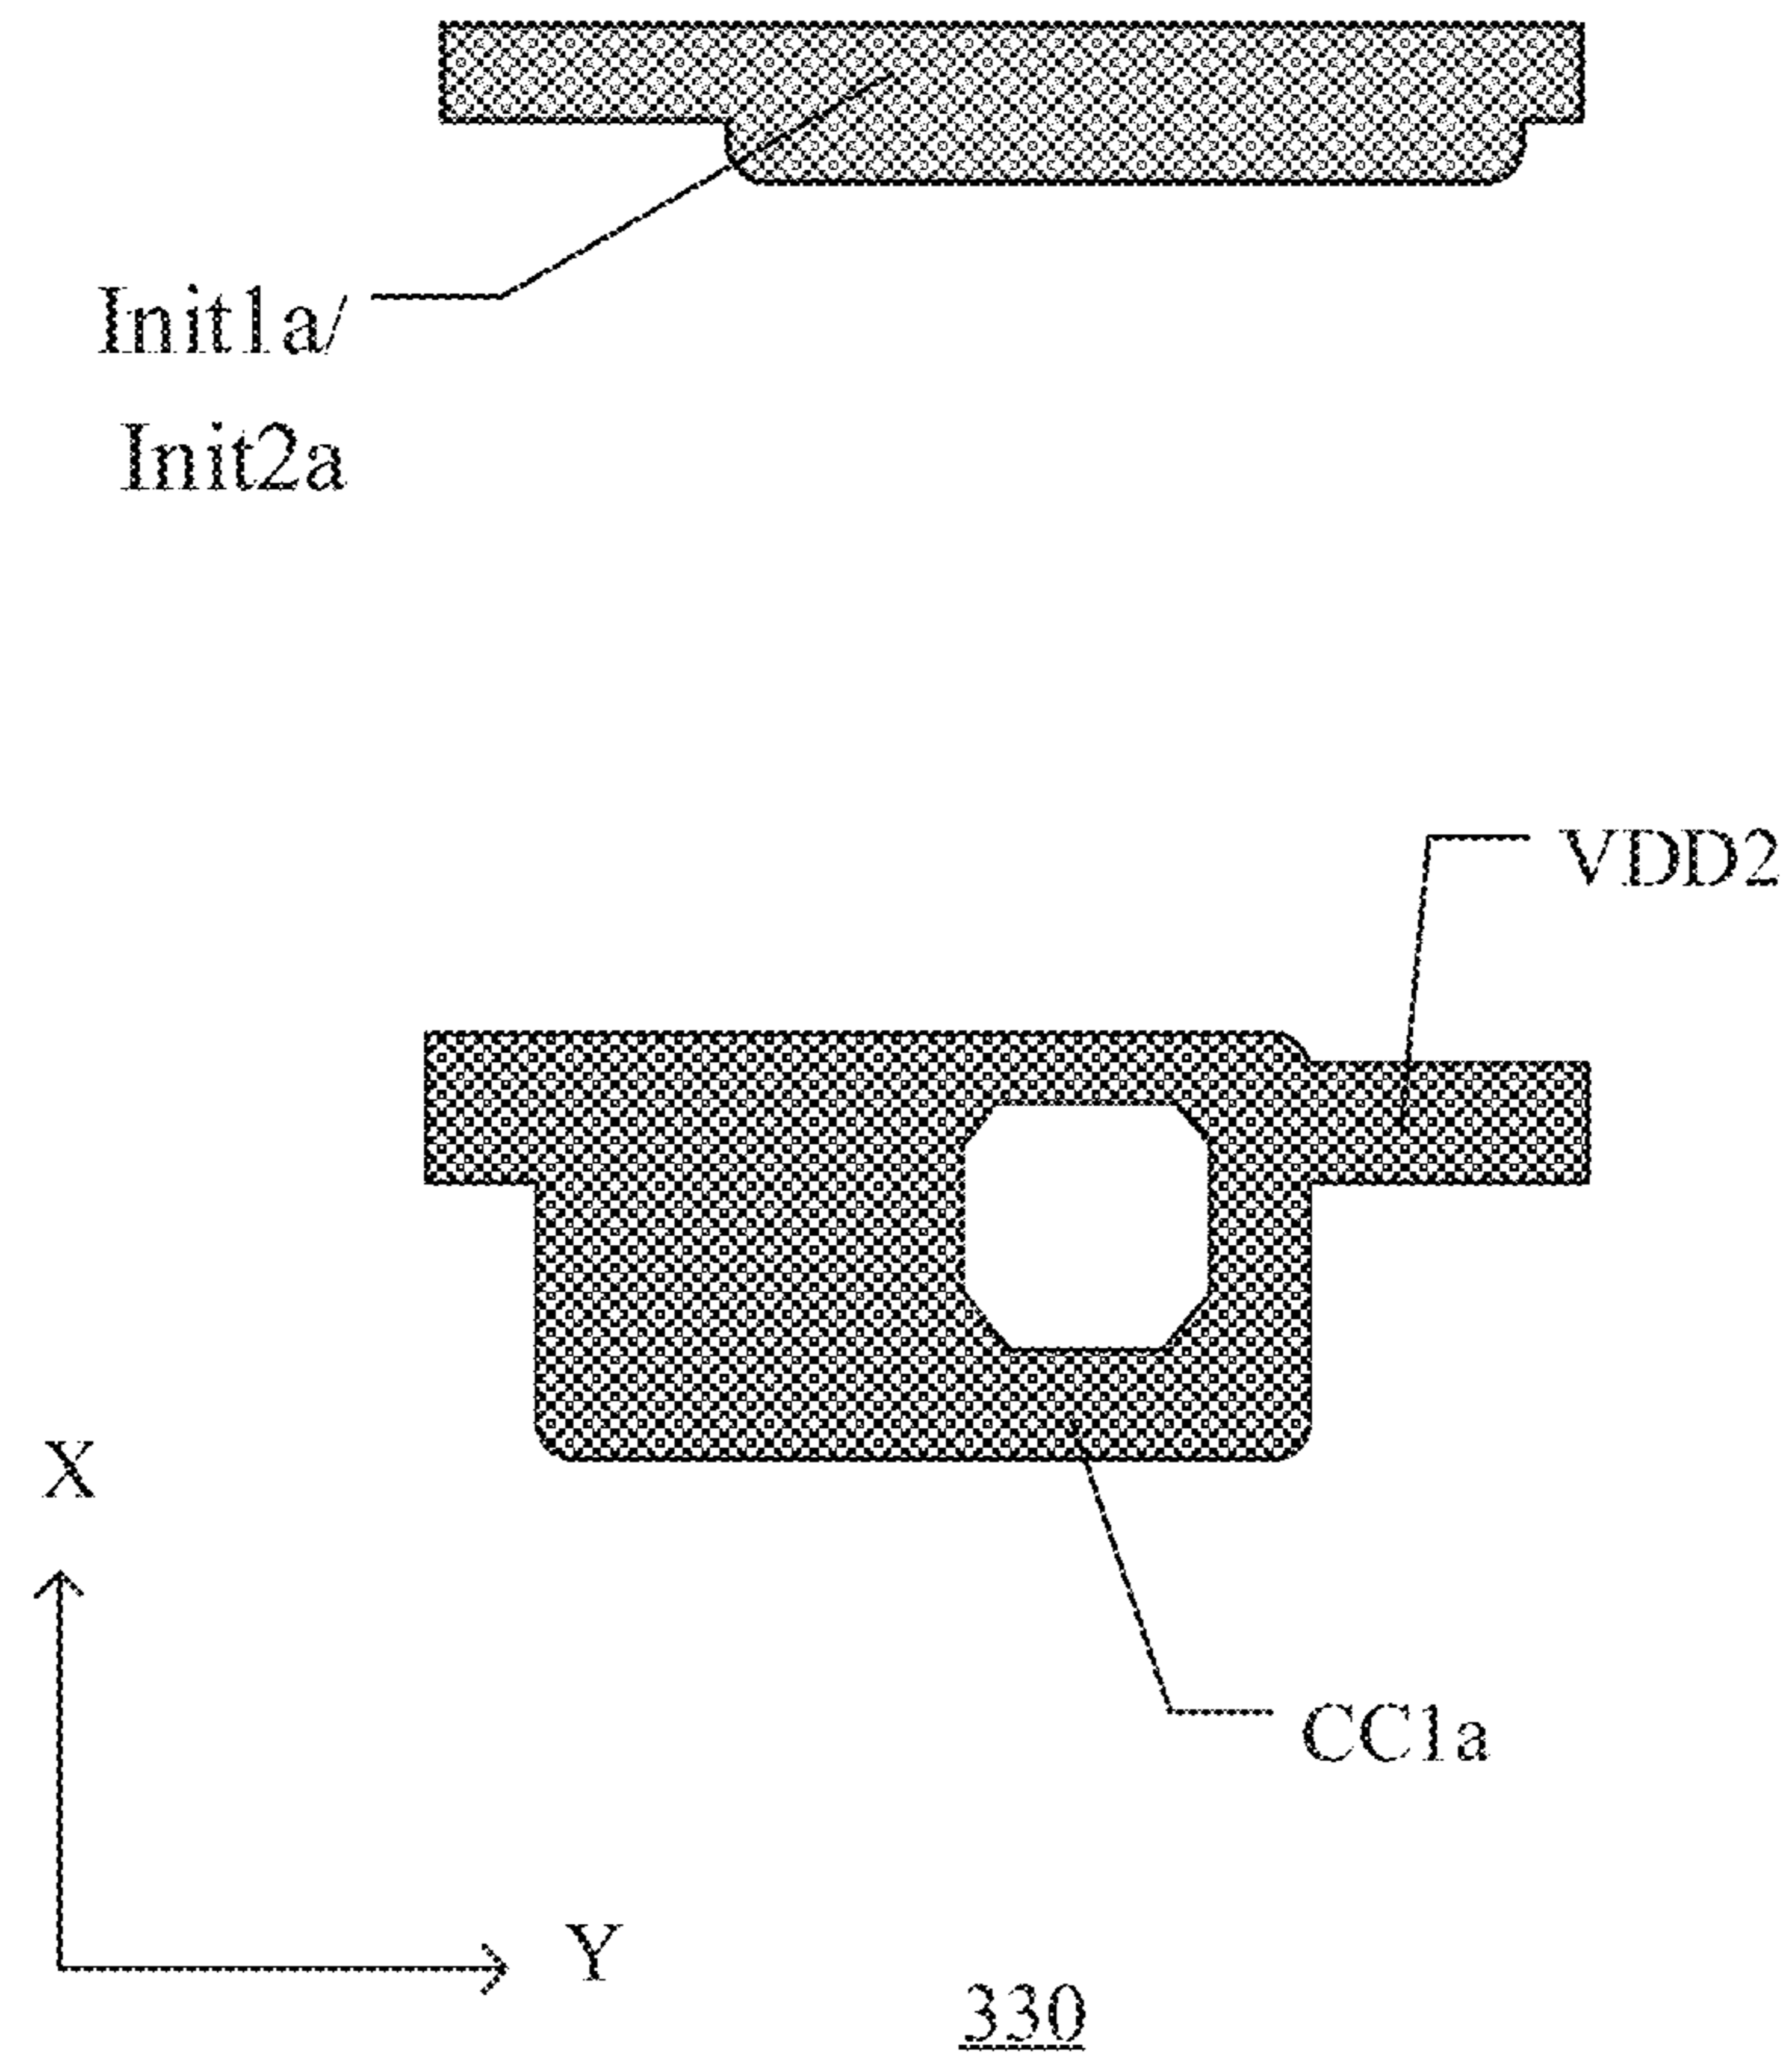 Init1a/
Init2a
VDD2
X
CC1a
Y
330